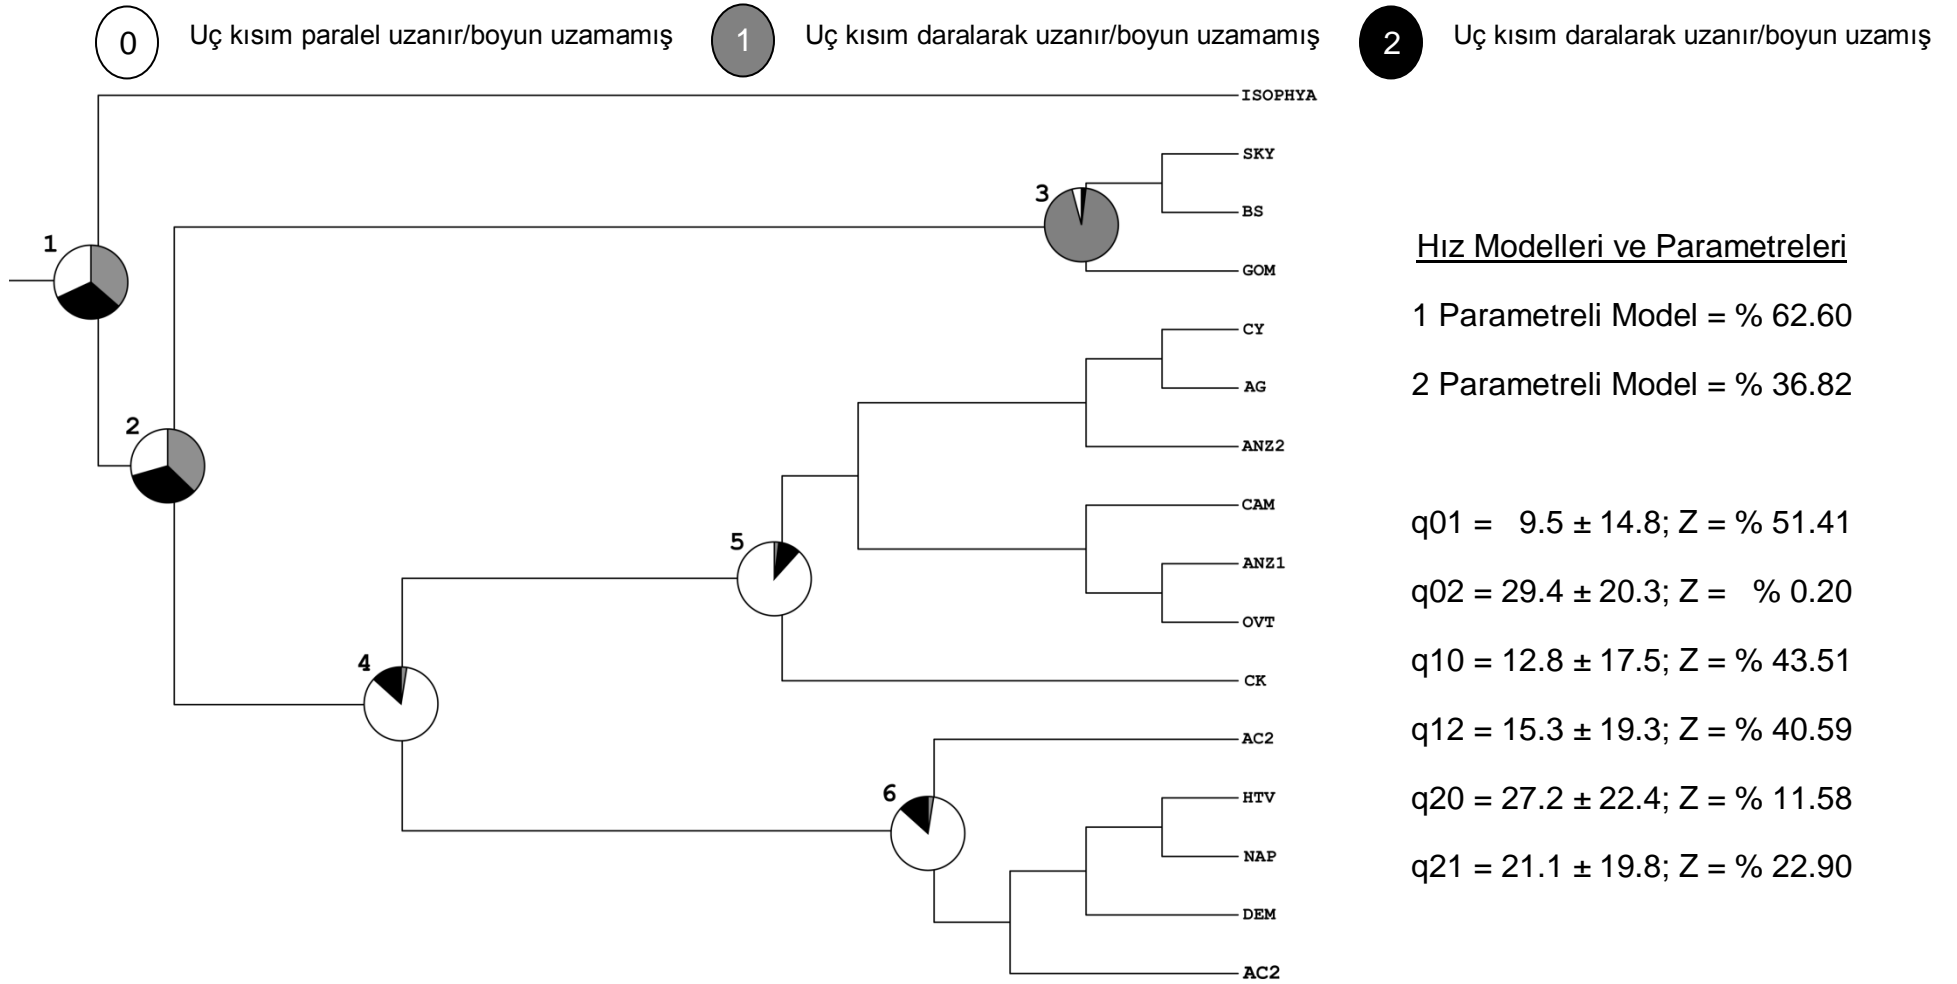 0 Uç kısım paralel uzanır/boyun uzamamış 1 Uç kısım daralarak uzanır/boyun uzamamış 2 Uç kısım daralarak uzanır/boyun uzamış
ISOPHYA
SKY
3
BS
1
GOM
CY
AG
2
ANZ2
CAM
5
ANZ1
OVT
4
CK
AC2
6
HTV
NAP
DEM
AC2
Hız Modelleri ve Parametreleri
1 Parametreli Model = % 62.60
2 Parametreli Model = % 36.82
q01 = 9.5 ± 14.8; Z = % 51.41
q02 = 29.4 ± 20.3; Z = % 0.20
q10 = 12.8 ± 17.5; Z = % 43.51
q12 = 15.3 ± 19.3; Z = % 40.59
q20 = 27.2 ± 22.4; Z = % 11.58
q21 = 21.1 ± 19.8; Z = % 22.90